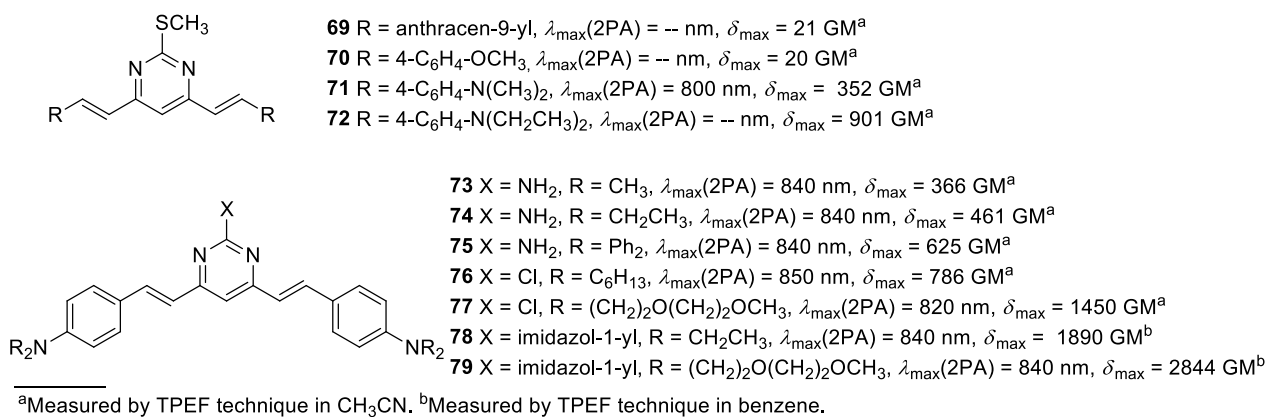 SCH3
N N
R R
69 R = anthracen-9-yl, λmax(2PA) = -- nm, δmax = 21 GMa
70 R = 4-C6H4-OCH3, λmax(2PA) = -- nm, δmax = 20 GMa
71 R = 4-C6H4-N(CH3)2, λmax(2PA) = 800 nm, δmax = 352 GMa
72 R = 4-C6H4-N(CH2CH3)2, λmax(2PA) = -- nm, δmax = 901 GMa
X
N N
R2N NR2
73 X = NH2, R = CH3, λmax(2PA) = 840 nm, δmax = 366 GMa
74 X = NH2, R = CH2CH3, λmax(2PA) = 840 nm, δmax = 461 GMa
75 X = NH2, R = Ph2, λmax(2PA) = 840 nm, δmax = 625 GMa
76 X = Cl, R = C6H13, λmax(2PA) = 850 nm, δmax = 786 GMa
77 X = Cl, R = (CH2)2O(CH2)2OCH3, λmax(2PA) = 820 nm, δmax = 1450 GMa
78 X = imidazol-1-yl, R = CH2CH3, λmax(2PA) = 840 nm, δmax = 1890 GMb
79 X = imidazol-1-yl, R = (CH2)2O(CH2)2OCH3, λmax(2PA) = 840 nm, δmax = 2844 GMb
aMeasured by TPEF technique in CH3CN. bMeasured by TPEF technique in benzene.